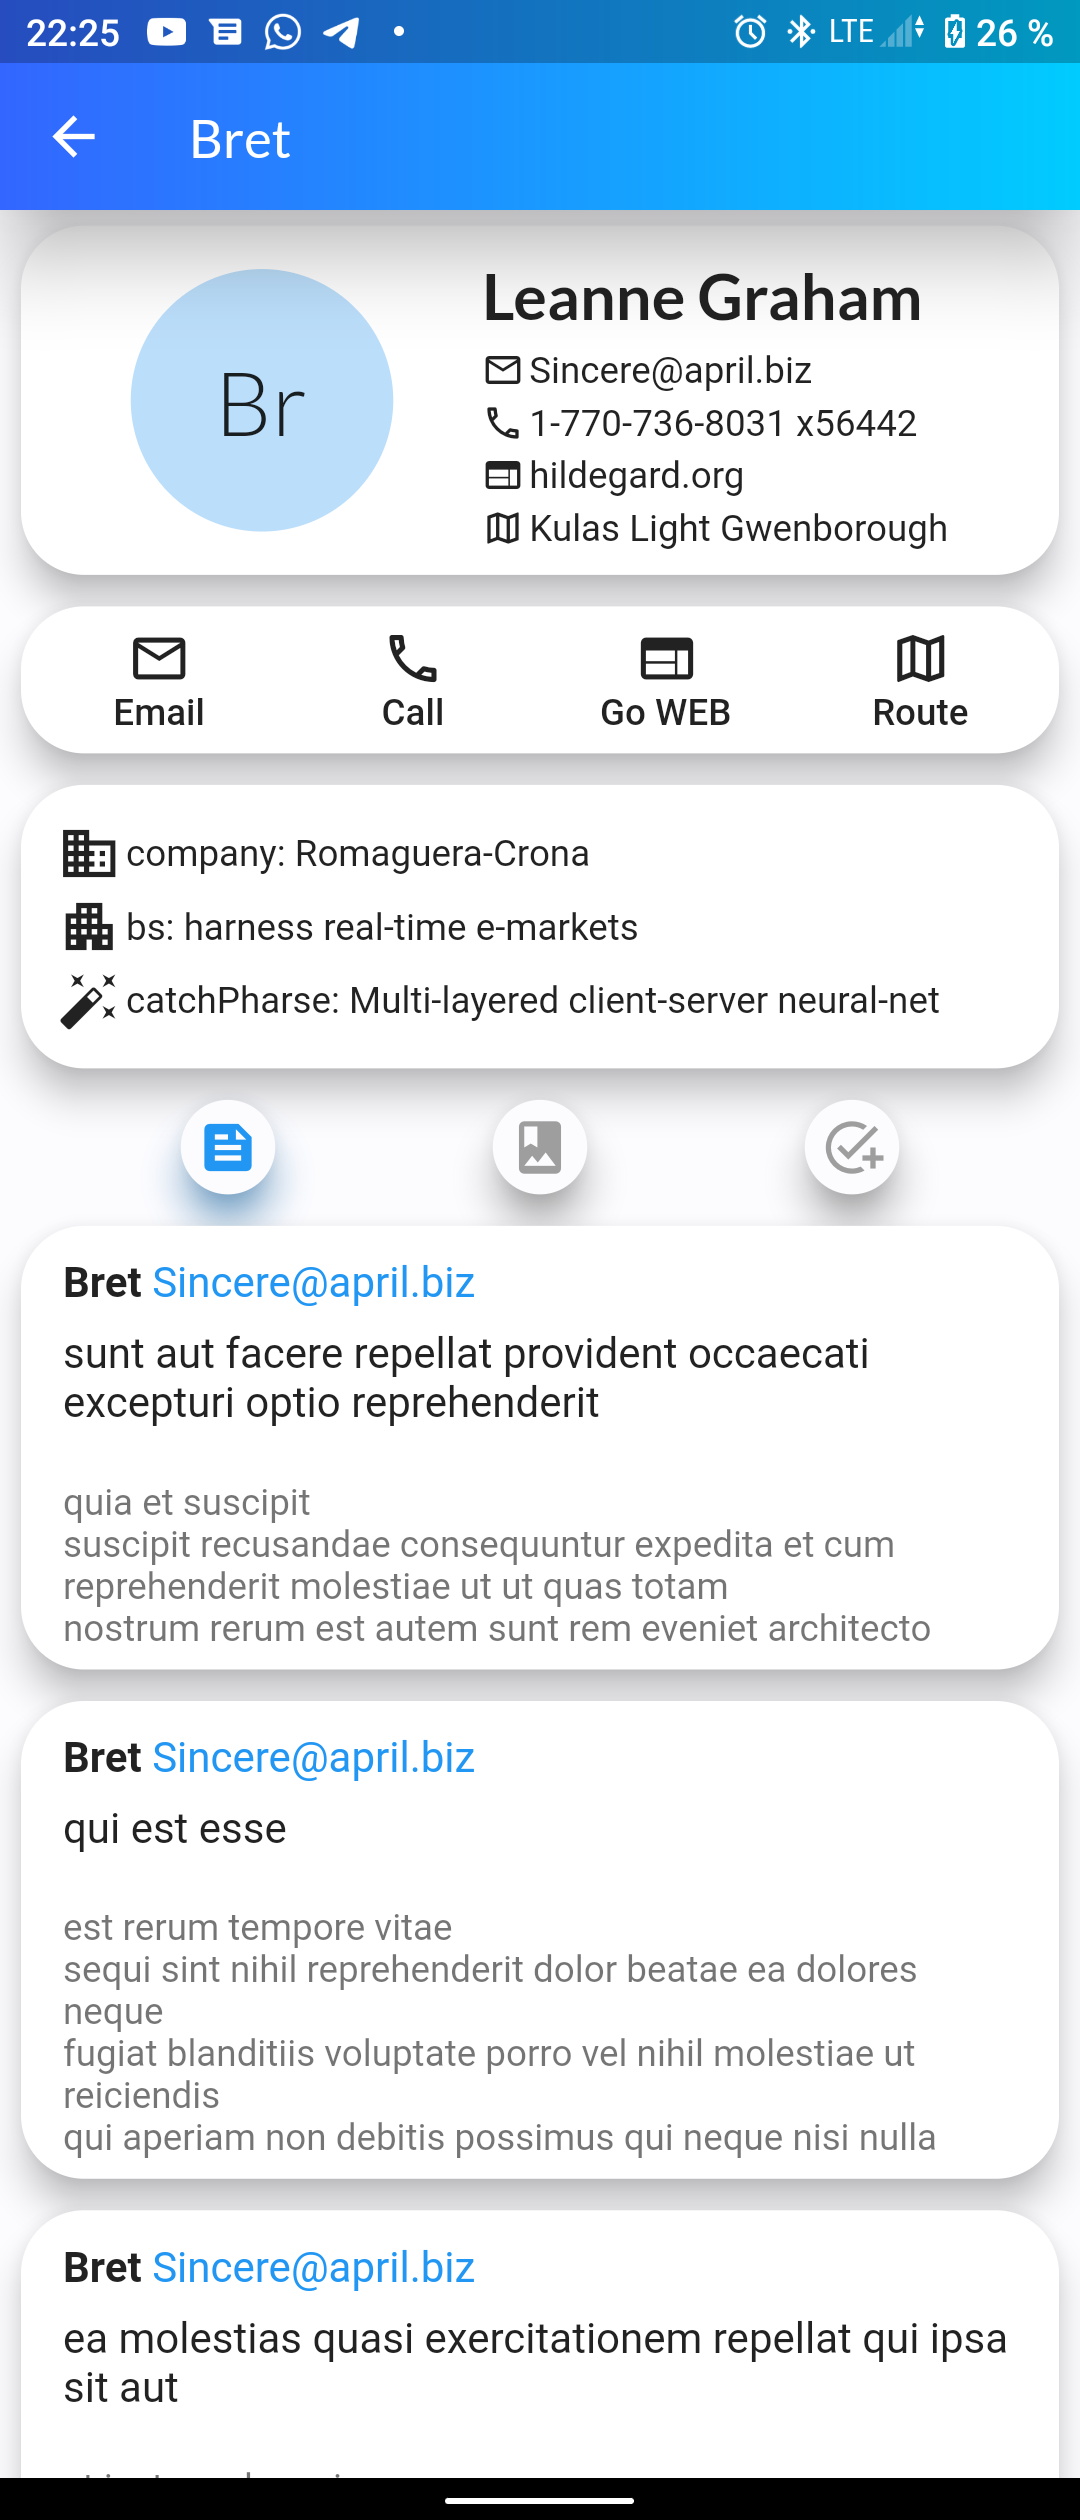 22:25
LTE
26 %
Bret
Leanne Graham
Br
Sincere@april.biz
1-770-736-8031 x56442
hildegard.org
Kulas Light Gwenborough
Email
Call
Go WEB
Route
company: Romaguera-Crona
bs: harness real-time e-markets
catchPharse: Multi-layered client-server neural-net
Bret Sincere@april.biz
sunt aut facere repellat provident occaecati
excepturi optio reprehenderit
quia et suscipit
suscipit recusandae consequuntur expedita et cum
reprehenderit molestiae ut ut quas totam
nostrum rerum est autem sunt rem eveniet architecto
Bret Sincere@april.biz
qui est esse
est rerum tempore vitae
sequi sint nihil reprehenderit dolor beatae ea dolores
neque
fugiat blanditiis voluptate porro vel nihil molestiae ut
reiciendis
qui aperiam non debitis possimus qui neque nisi nulla
Bret Sincere@april.biz
ea molestias quasi exercitationem repellat qui ipsa
sit aut